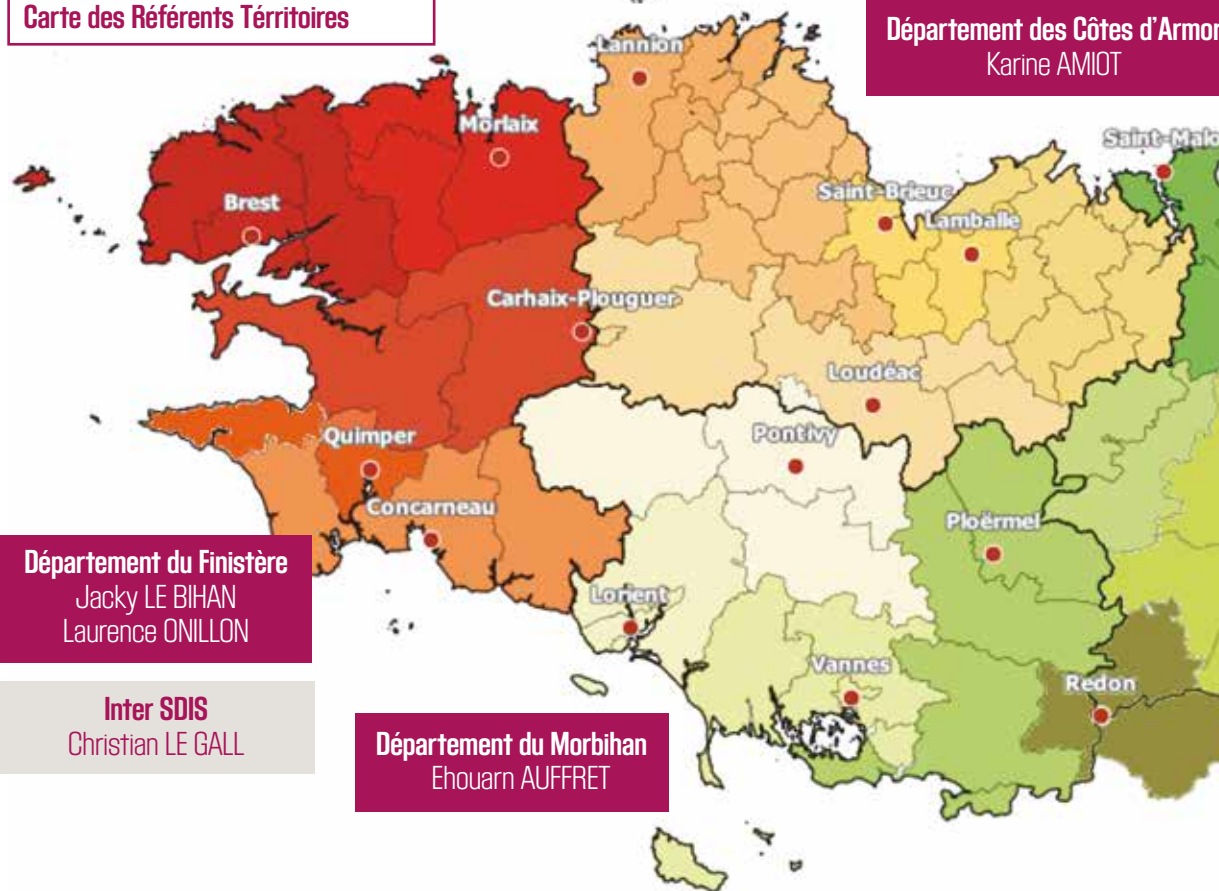 Carte des Référents Térritoires
Département des Côtes d'Armor
Karine AMIOT
Lannion
Morlaix
Saint-Malo
Brest
Saint-Brieuc
Lamballe
Carhaix-Plouguer
Loudéac
Quimper
Pontivy
Concarneau
Ploërmel
Département du Finistère
Jacky LE BIHAN
Laurence ONILLON
Lorient
Vannes
Redon
Inter SDIS
Christian LE GALL
Département du Morbihan
Ehouarn AUFFRET